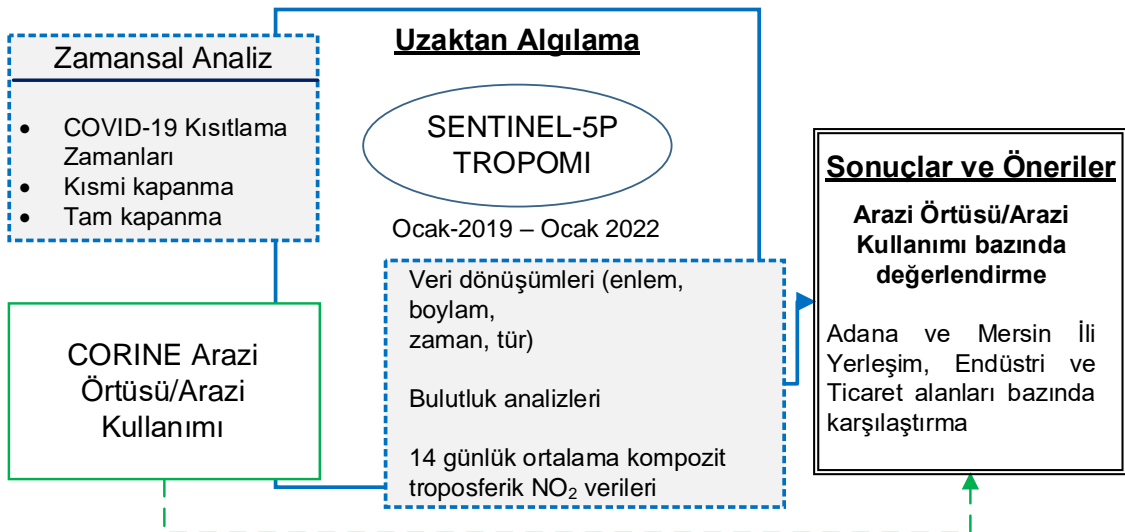 Zamansal Analiz
• COVID-19 Kısıtlama
Zamanları
• Kısmi kapanma
• Tam kapanma
CORINE Arazi
Örtüsü/Arazi
Kullanımı
Uzaktan Algılama
SENTINEL-5P
TROPOMI
Ocak-2019 – Ocak 2022
Veri dönüşümleri (enlem,
boylam,
zaman, tür)
Bulutluk analizleri
14 günlük ortalama kompozit
troposferik NO₂ verileri
Sonuçlar ve Öneriler
Arazi Örtüsü/Arazi
Kullanımı bazında
değerlendirme
Adana ve Mersin İli
Yerleşim, Endüstri ve
Ticaret alanları bazında
karşılaştırma